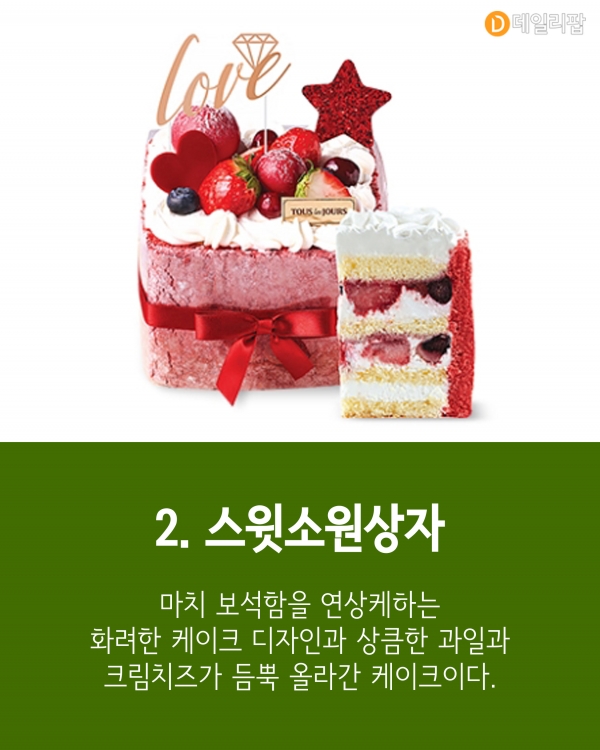 D 데일리팝
Love
TOUS les JOURS
2. 스윗소원상자
마치 보석함을 연상케하는
화려한 케이크 디자인과 상큼한 과일과
크림치즈가 듬뿍 올라간 케이크이다.